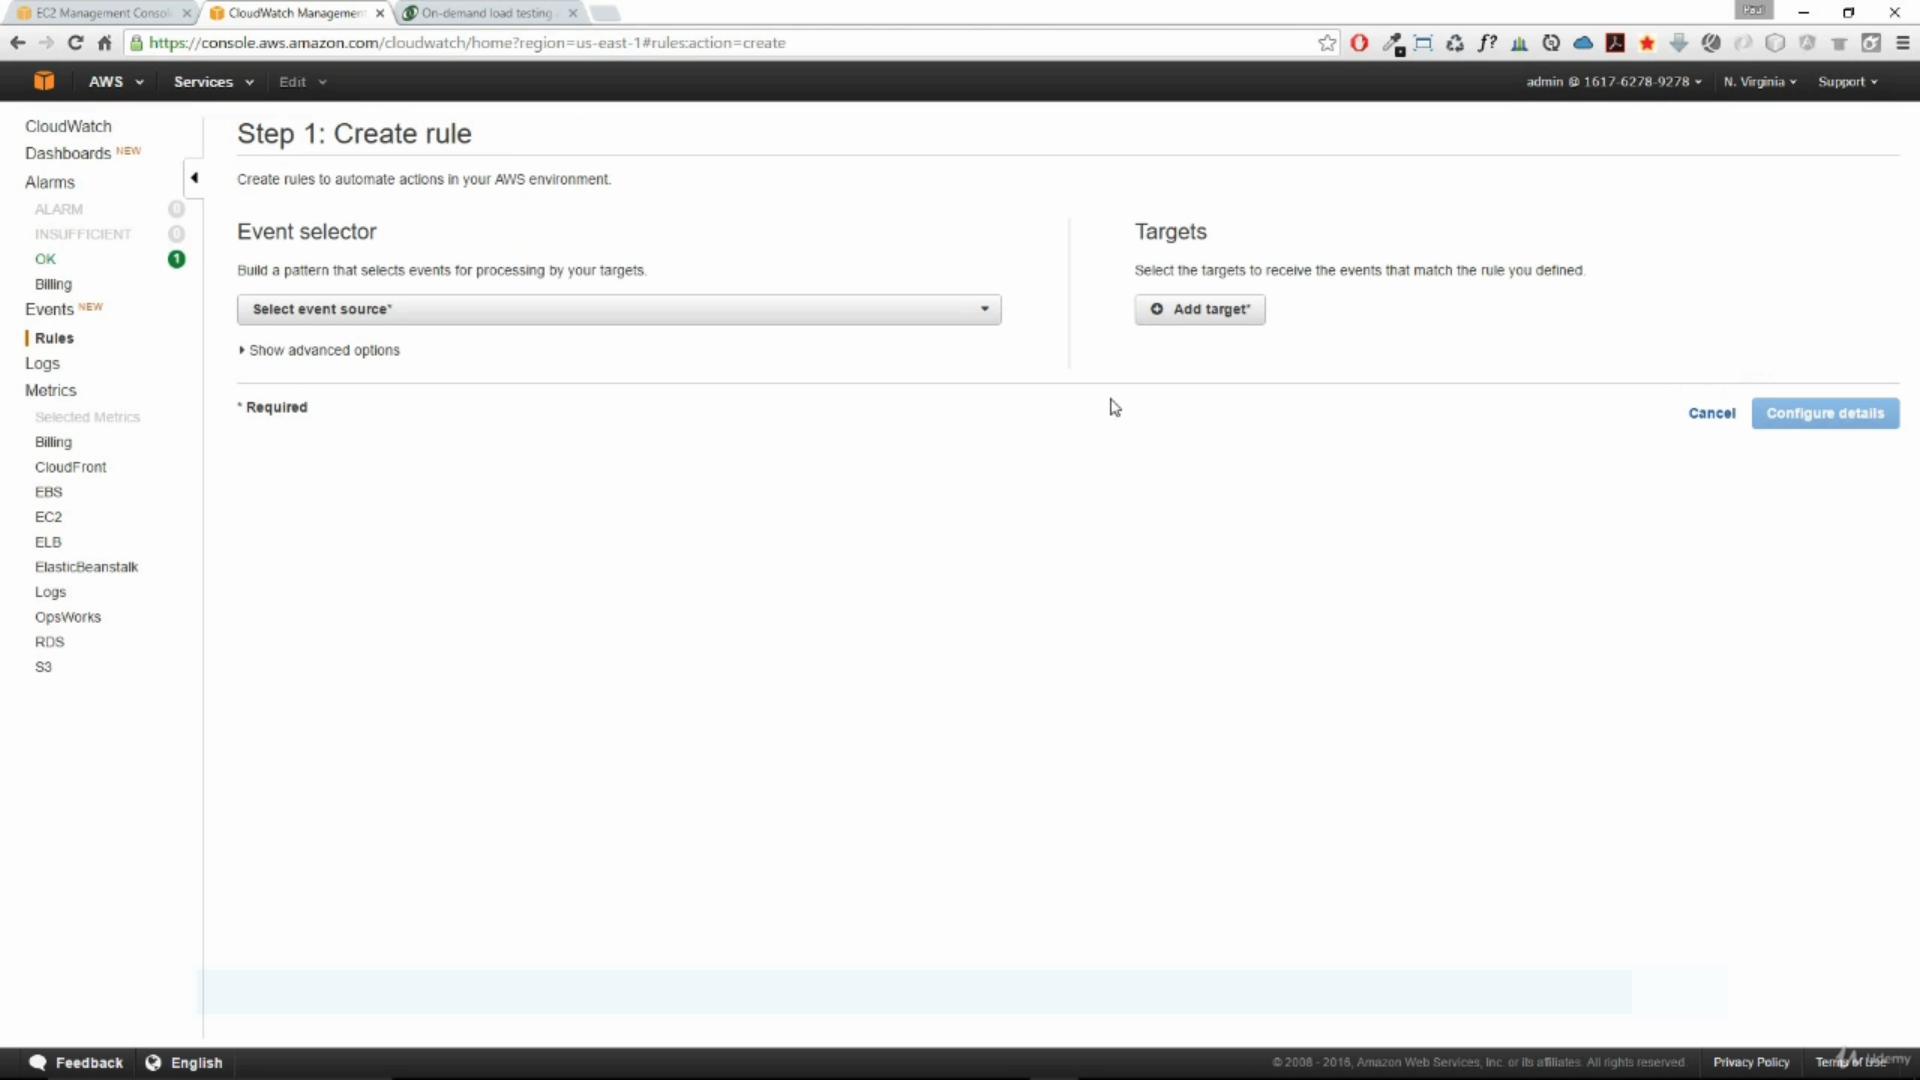 EC2 Management Consol
CloudWatch Managemen
On-demand load testing
Paul
https://console.aws.amazon.com/cloudwatch/home?region=us-east-1#rules:action=create
f?
AWS
Services
Edit
admin @ 1617-6278-9278
N. Virginia
Support
CloudWatch
Dashboards NEW
Alarms
ALARM 0
INSUFFICIENT 0
OK 1
Billing
Events NEW
Rules
Logs
Metrics
Selected Metrics
Billing
CloudFront
EBS
EC2
ELB
ElasticBeanstalk
Logs
OpsWorks
RDS
S3
Step 1: Create rule
Create rules to automate actions in your AWS environment.
Event selector
Build a pattern that selects events for processing by your targets.
Select event source*
Show advanced options
Targets
Select the targets to receive the events that match the rule you defined.
Add target*
* Required
Cancel
Configure details
Feedback
English
© 2008 - 2016, Amazon Web Services, Inc. or its affiliates. All rights reserved.
Privacy Policy
Terms of Use
Udemy